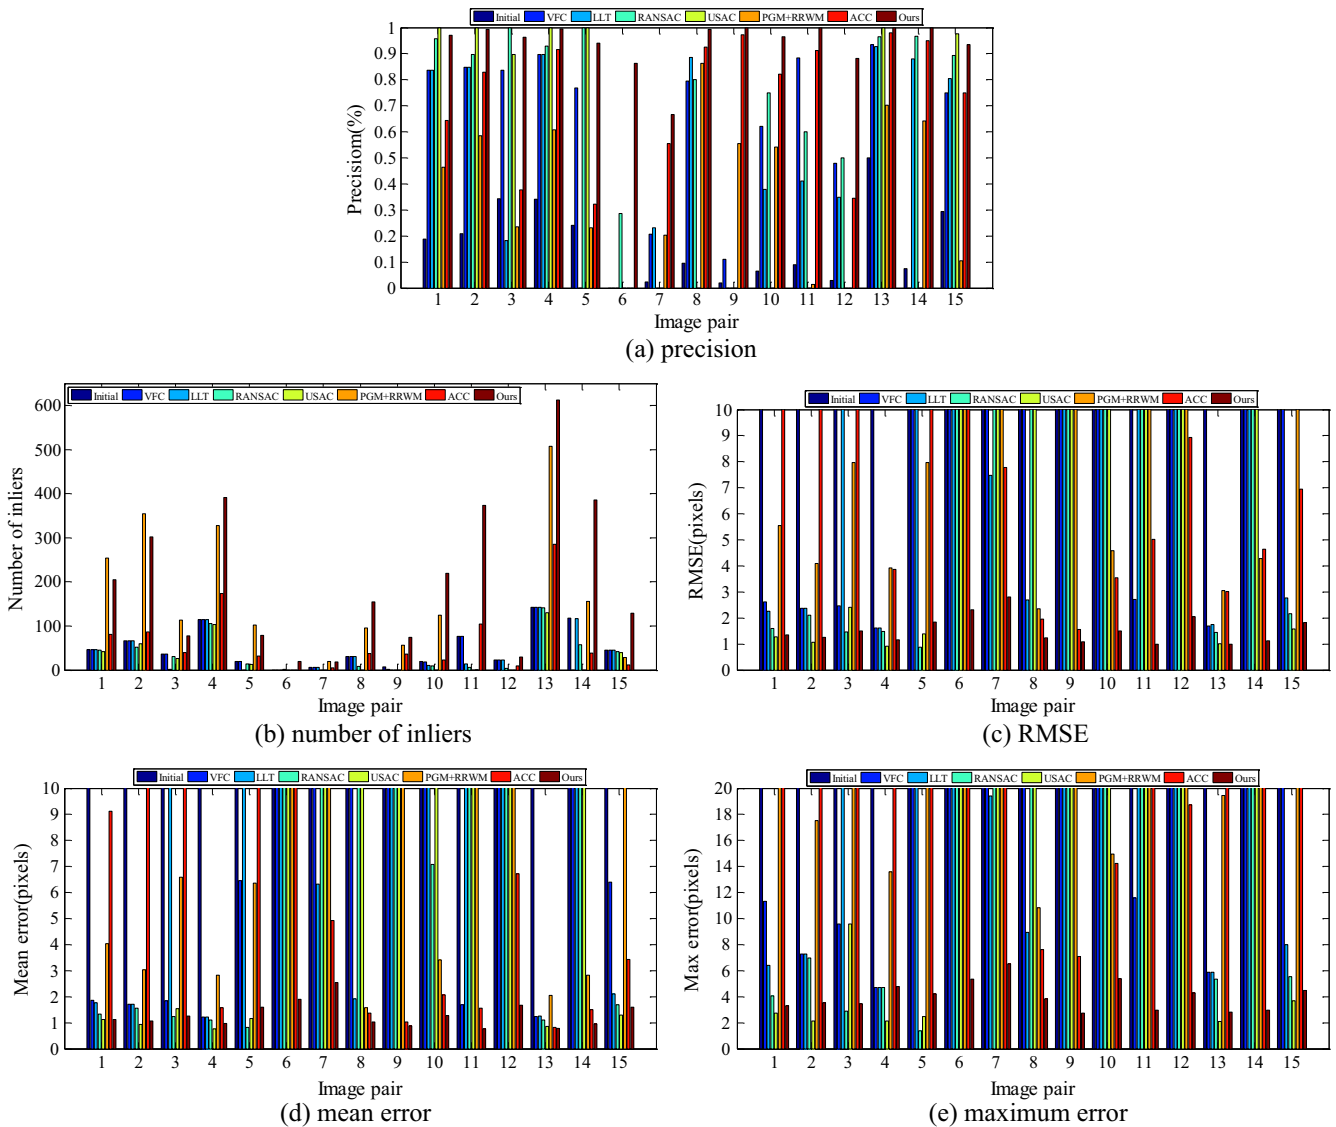 Initial VFC LLT RANSAC USAC PGM+RRWM ACC Ours
1
0.9
0.8
0.7
0.6
0.5
0.4
0.3
0.2
0.1
0
Precisiom(%)
1 2 3 4 5 6 7 8 9 10 11 12 13 14 15
Image pair
(a) precision
Initial VFC LLT RANSAC USAC PGM+RRWM ACC Ours
600
500
400
300
200
100
0
Number of inliers
1 2 3 4 5 6 7 8 9 10 11 12 13 14 15
Image pair
(b) number of inliers
Initial VFC LLT RANSAC USAC PGM+RRWM ACC Ours
10
9
8
7
6
5
4
3
2
1
0
RMSE(pixels)
1 2 3 4 5 6 7 8 9 10 11 12 13 14 15
Image pair
(c) RMSE
Initial VFC LLT RANSAC USAC PGM+RRWM ACC Ours
10
9
8
7
6
5
4
3
2
1
0
Mean error(pixels)
1 2 3 4 5 6 7 8 9 10 11 12 13 14 15
Image pair
(d) mean error
Initial VFC LLT RANSAC USAC PGM+RRWM ACC Ours
20
18
16
14
12
10
8
6
4
2
0
Max error(pixels)
1 2 3 4 5 6 7 8 9 10 11 12 13 14 15
Image pair
(e) maximum error